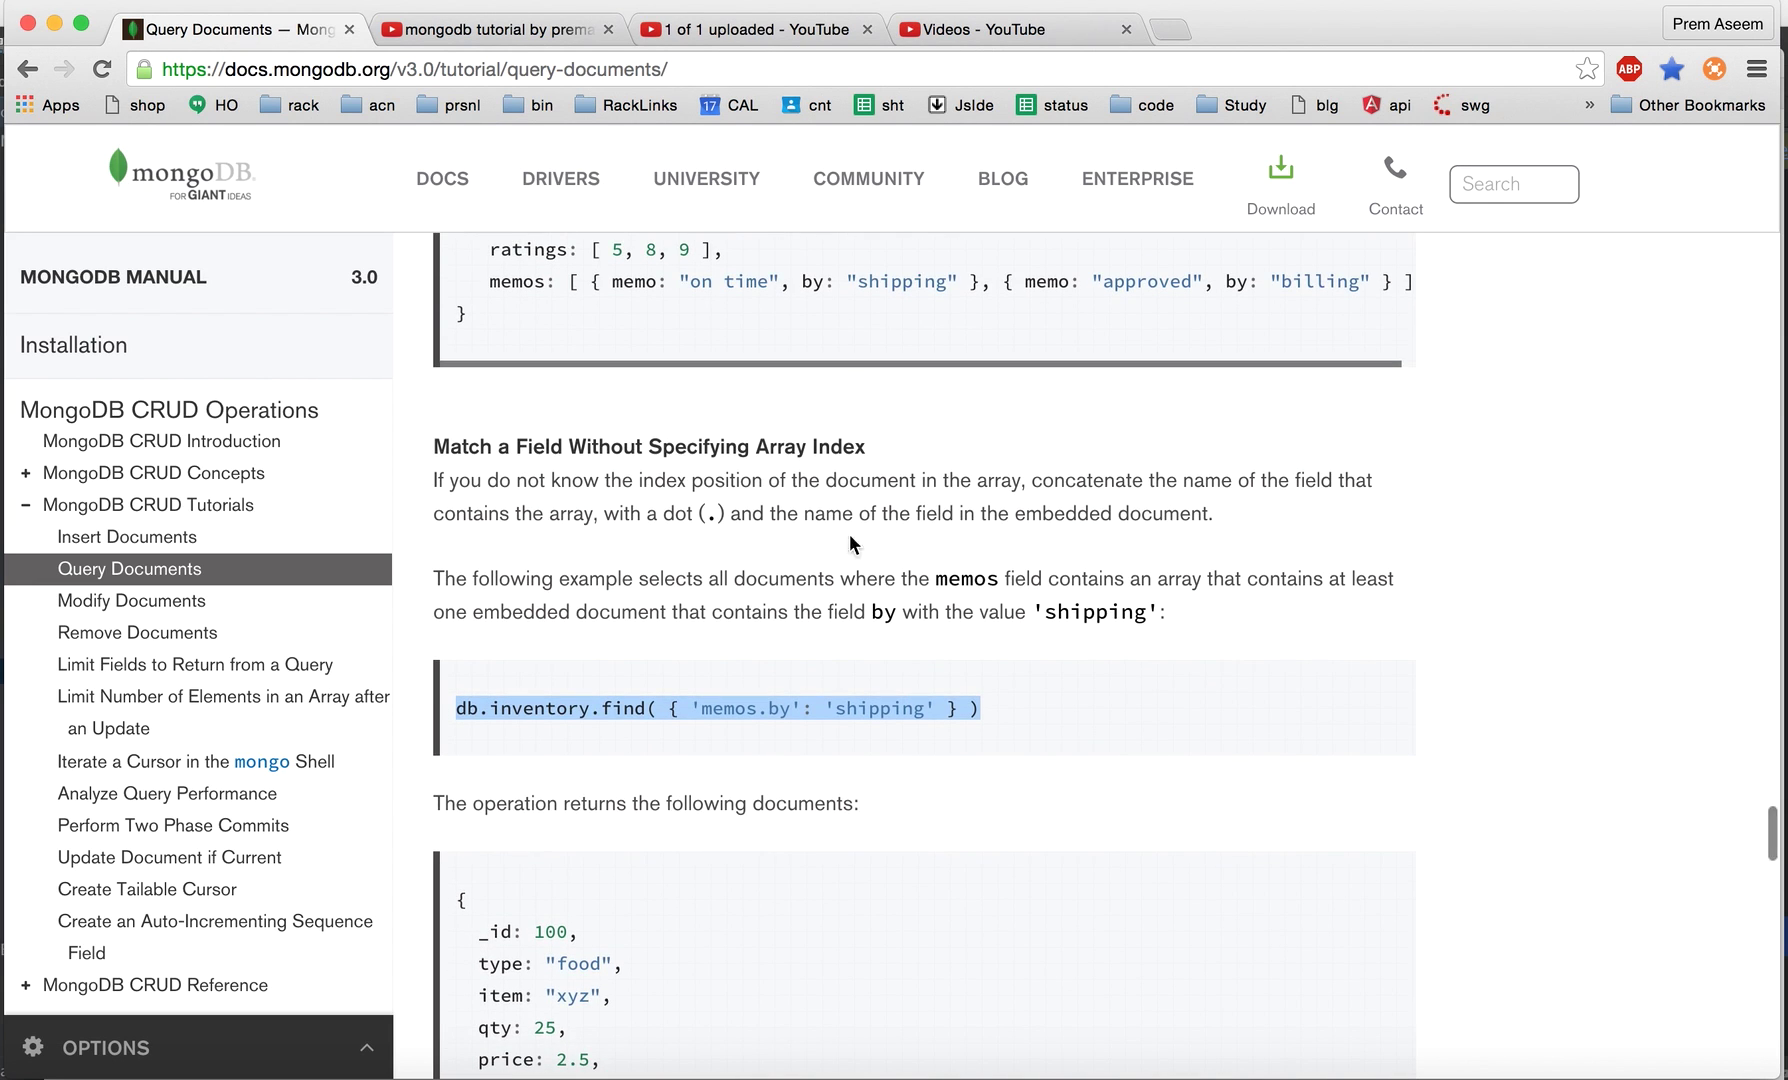 Query Documents — Mong
mongodb tutorial by prema
1 of 1 uploaded - YouTube
Videos - YouTube
Prem Aseem
https://docs.mongodb.org/v3.0/tutorial/query-documents/
ABP
Apps shop HO rack acn prsnl bin RackLinks 17 CAL cnt sht JsIde status code Study blg api swg » Other Bookmarks
mongoDB.
FOR GIANT IDEAS
DOCS DRIVERS UNIVERSITY COMMUNITY BLOG ENTERPRISE
Download
Contact
Search
MONGODB MANUAL 3.0
Installation
MongoDB CRUD Operations
MongoDB CRUD Introduction
+ MongoDB CRUD Concepts
− MongoDB CRUD Tutorials
Insert Documents
Query Documents
Modify Documents
Remove Documents
Limit Fields to Return from a Query
Limit Number of Elements in an Array after
an Update
Iterate a Cursor in the mongo Shell
Analyze Query Performance
Perform Two Phase Commits
Update Document if Current
Create Tailable Cursor
Create an Auto-Incrementing Sequence
Field
+ MongoDB CRUD Reference
OPTIONS
ratings: [ 5, 8, 9 ],
memos: [ { memo: "on time", by: "shipping" }, { memo: "approved", by: "billing" } ]
}
Match a Field Without Specifying Array Index
If you do not know the index position of the document in the array, concatenate the name of the field that
contains the array, with a dot (.) and the name of the field in the embedded document.
The following example selects all documents where the memos field contains an array that contains at least
one embedded document that contains the field by with the value 'shipping':
db.inventory.find( { 'memos.by': 'shipping' } )
The operation returns the following documents:
{
_id: 100,
type: "food",
item: "xyz",
qty: 25,
price: 2.5,